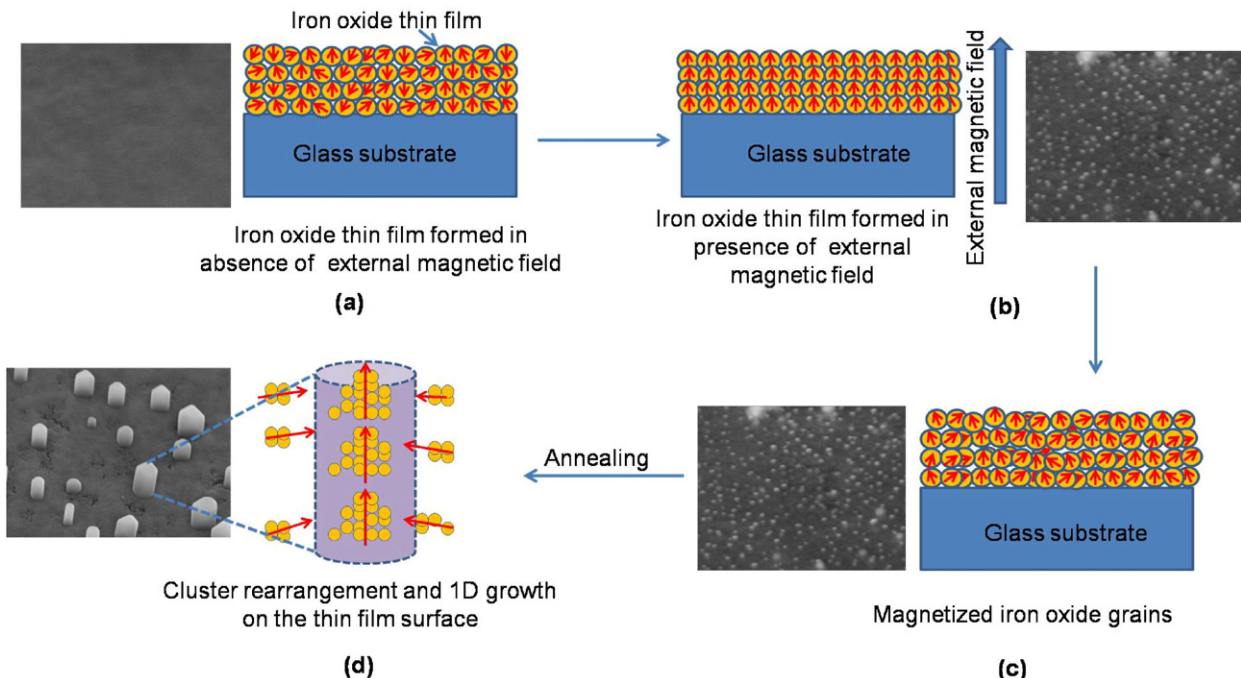 Iron oxide thin film
Glass substrate
Iron oxide thin film formed in
absence of external magnetic field
(a)
Glass substrate
External magnetic field
Iron oxide thin film formed in
presence of external
magnetic field
(b)
Cluster rearrangement and 1D growth
on the thin film surface
(d)
Annealing
Glass substrate
Magnetized iron oxide grains
(c)